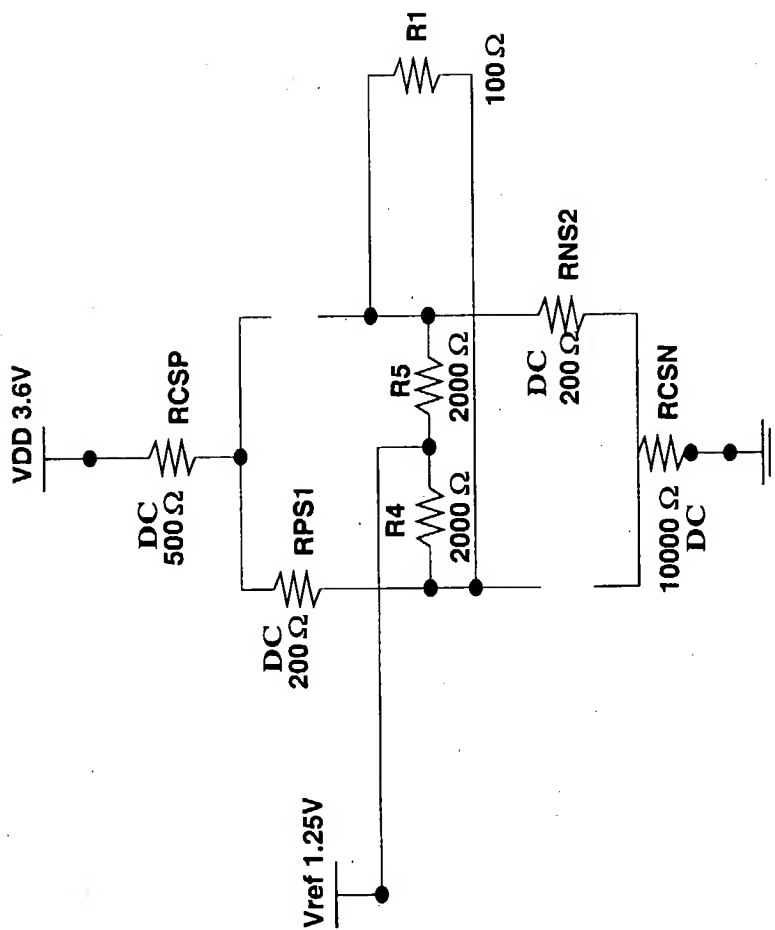 VDD 3.6V
RCSP
DC
500 Ω
RPS1
DC
200 Ω
Vref 1.25V
R4
2000 Ω
R5
2000 Ω
R1
100 Ω
RNS2
DC
200 Ω
RCSN
10000 Ω
DC